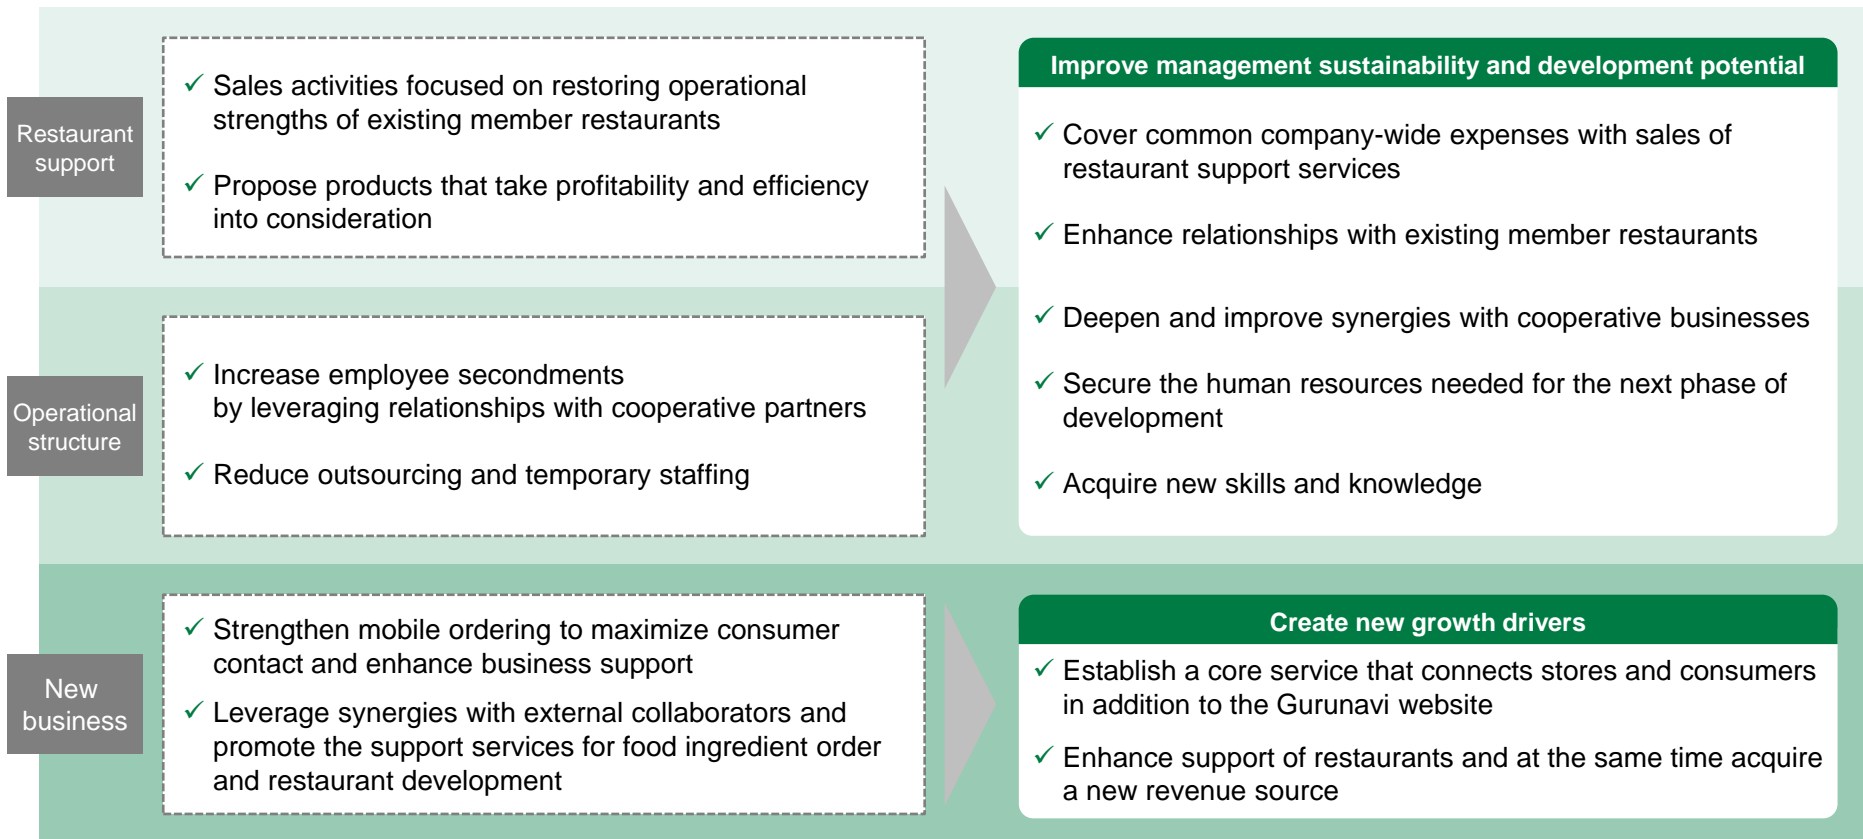 Restaurant
support
✓ Sales activities focused on restoring operational
strengths of existing member restaurants
✓ Propose products that take profitability and efficiency
into consideration
Operational
structure
✓ Increase employee secondments
by leveraging relationships with cooperative partners
✓ Reduce outsourcing and temporary staffing
Improve management sustainability and development potential
✓ Cover common company-wide expenses with sales of
restaurant support services
✓ Enhance relationships with existing member restaurants
✓ Deepen and improve synergies with cooperative businesses
✓ Secure the human resources needed for the next phase of
development
✓ Acquire new skills and knowledge
New
business
✓ Strengthen mobile ordering to maximize consumer
contact and enhance business support
✓ Leverage synergies with external collaborators and
promote the support services for food ingredient order
and restaurant development
Create new growth drivers
✓ Establish a core service that connects stores and consumers
in addition to the Gurunavi website
✓ Enhance support of restaurants and at the same time acquire
a new revenue source